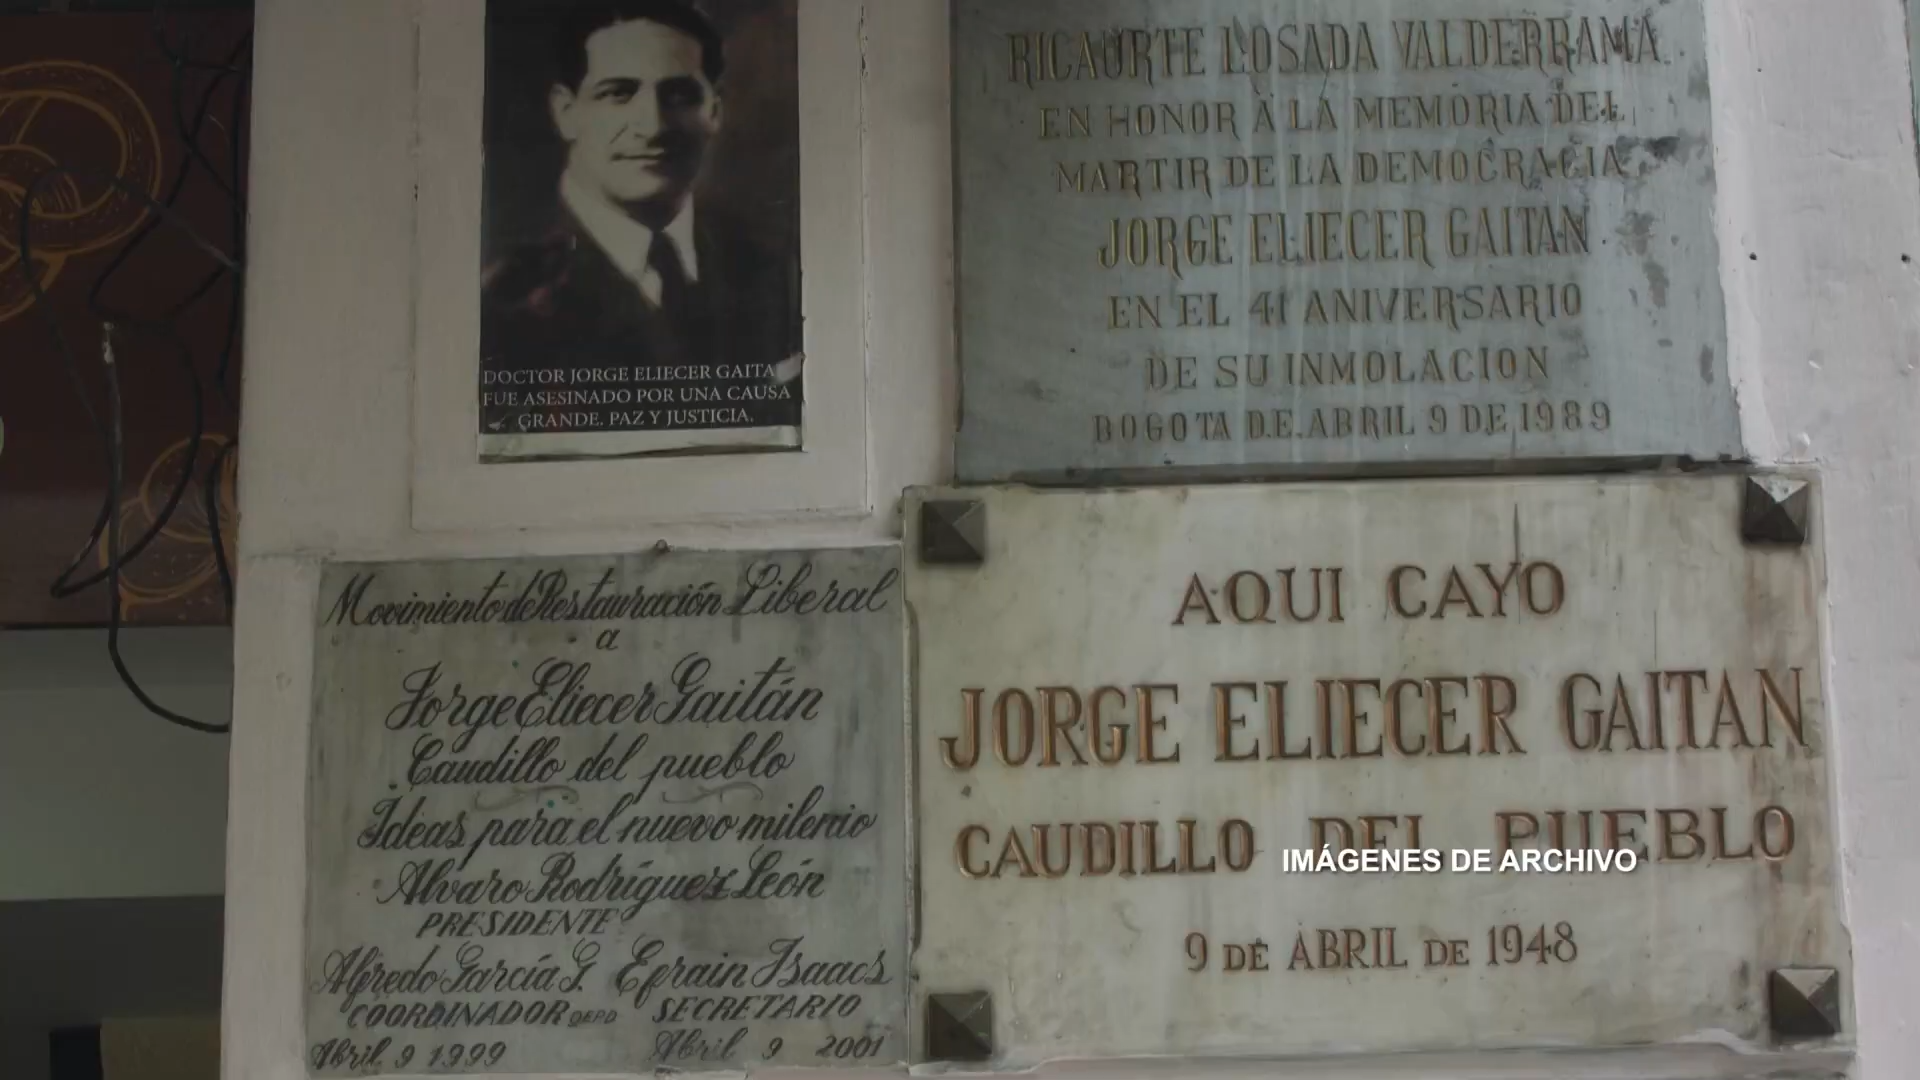 DOCTOR JORGE ELIECER GAITA
FUE ASESINADO POR UNA CAUSA
GRANDE. PAZ Y JUSTICIA.
RICAURTE LOSADA VALDERRAMA
EN HONOR A LA MEMORIA DEL
MARTIR DE LA DEMOCRACIA
JORGE ELIECER GAITAN
EN EL 41 ANIVERSARIO
DE SU INMOLACION
BOGOTA D.E. ABRIL 9 DE 1989
Movimiento de Restauración Liberal
a
Jorge Eliecer Gaitán
Caudillo del pueblo
Ideas para el nuevo milenio
Alvaro Rodríguez León
PRESIDENTE
Alfredo García G. Efrain Isaacs
COORDINADOR QEPD SECRETARIO
Abril 9 1999 Abril 9 2001
AQUI CAYO
JORGE ELIECER GAITAN
CAUDILLO DEL PUEBLO
IMÁGENES DE ARCHIVO
9 DE ABRIL DE 1948